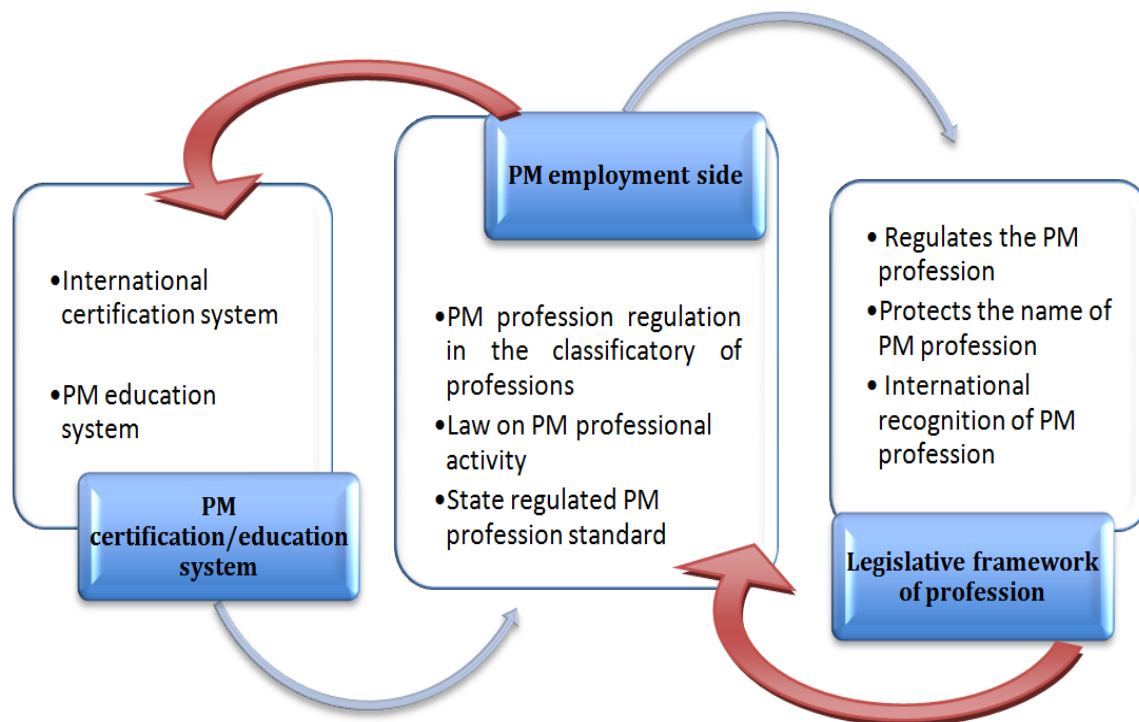 •International
certification system
•PM education
system
PM
certification/education
system
PM employment side
•PM profession regulation
in the classificatory of
professions
•Law on PM professional
activity
•State regulated PM
profession standard
• Regulates the PM
profession
•Protects the name of
PM profession
• International
recognition of PM
profession
Legislative framework
of profession